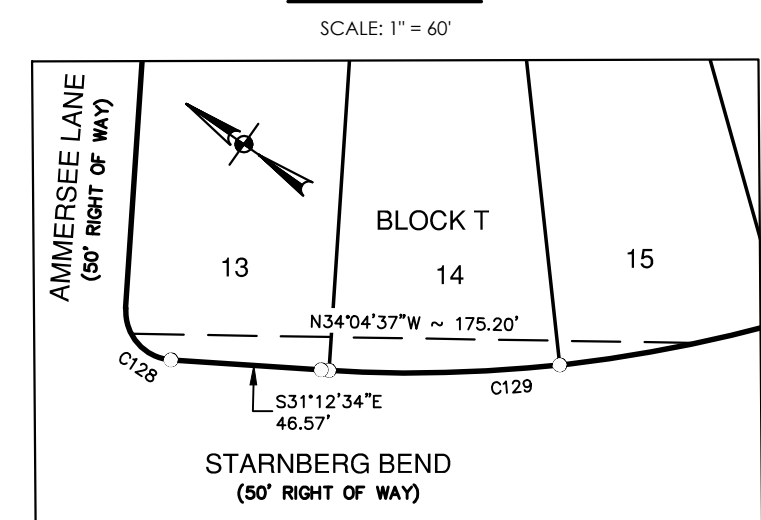 SCALE: 1" = 60'
AMMERSEE LANE
(50' RIGHT OF WAY)
BLOCK T
13
14
15
N34°04'37"W ~ 175.20'
C128
C129
S31°12'34"E
46.57'
STARNBERG BEND
(50' RIGHT OF WAY)